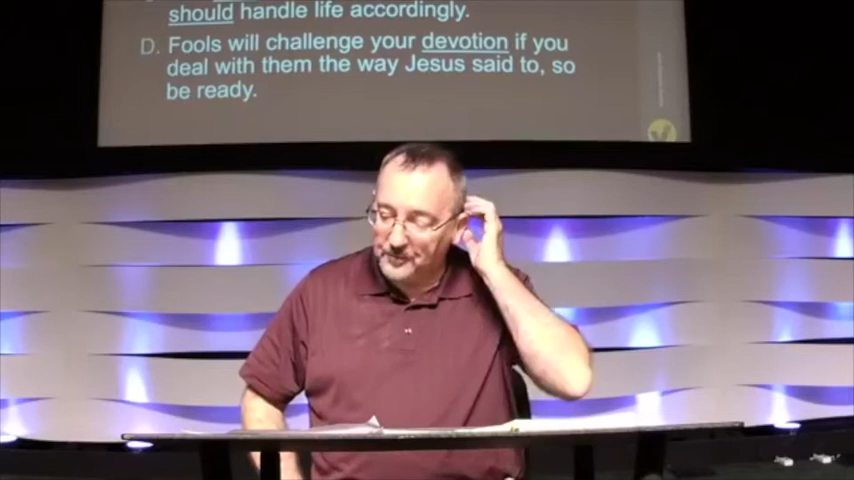 should handle life accordingly.
D. Fools will challenge your devotion if you
deal with them the way Jesus said to, so
be ready.